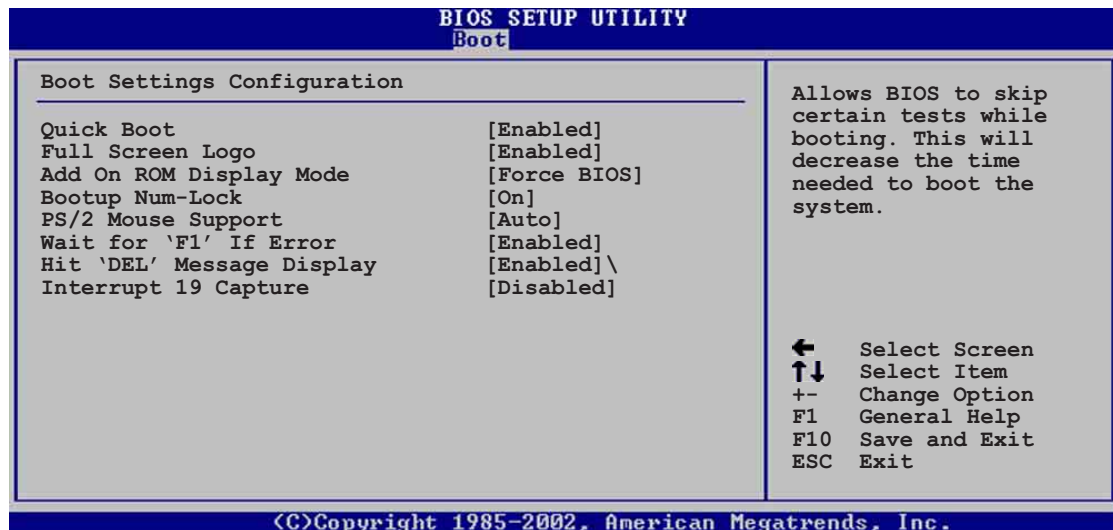 BIOS SETUP UTILITY
Boot
Boot Settings Configuration
Quick Boot [Enabled]
Full Screen Logo [Enabled]
Add On ROM Display Mode [Force BIOS]
Bootup Num-Lock [On]
PS/2 Mouse Support [Auto]
Wait for ‘F1’ If Error [Enabled]
Hit ‘DEL’ Message Display [Enabled]\
Interrupt 19 Capture [Disabled]
Allows BIOS to skip
certain tests while
booting. This will
decrease the time
needed to boot the
system.
← Select Screen
↑↓ Select Item
+- Change Option
F1 General Help
F10 Save and Exit
ESC Exit
(C)Copyright 1985-2002, American Megatrends, Inc.